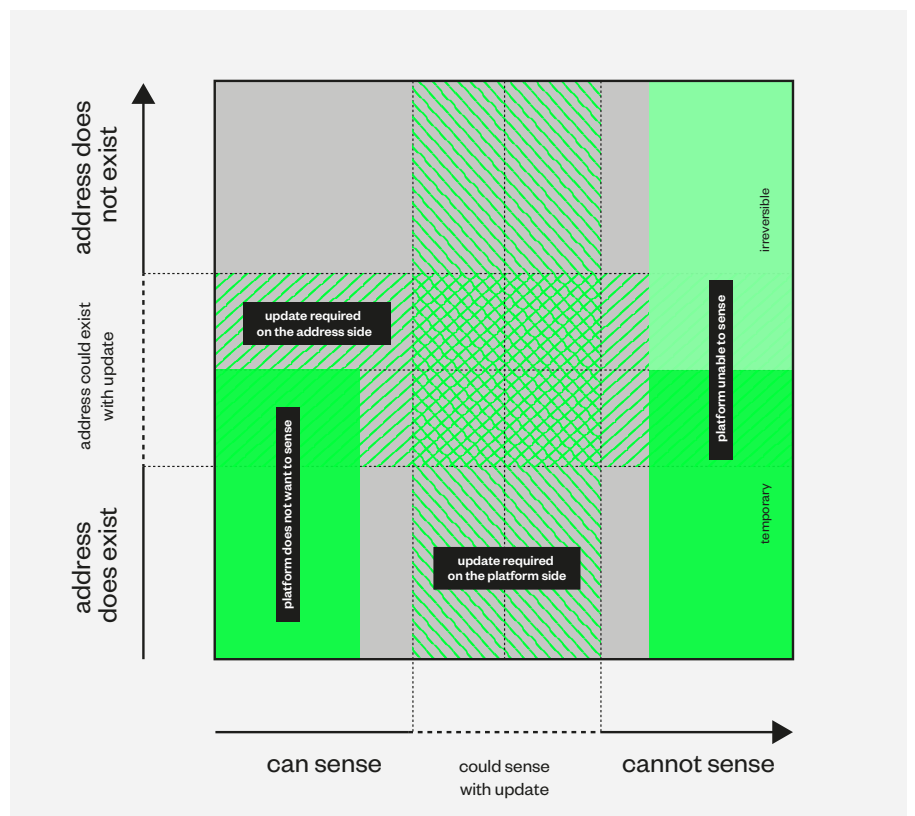 address does
not exist
irreversible
address could exist
with update
update required
on the address side
platform unable to sense
platform does not want to sense
address
does exist
temporary
update required
on the platform side
can sense
could sense
with update
cannot sense